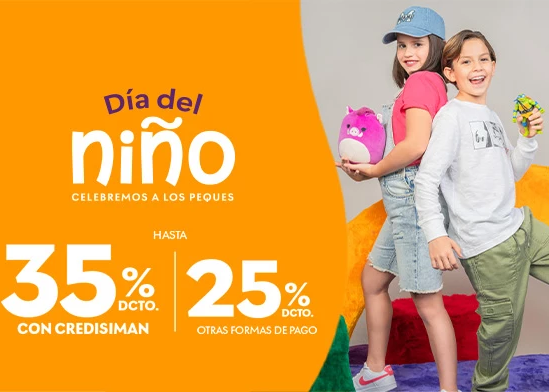 Día del
niño
CELEBREMOS A LOS PEQUES
HASTA
35% DCTO.
CON CREDISIMAN
25% DCTO.
OTRAS FORMAS DE PAGO